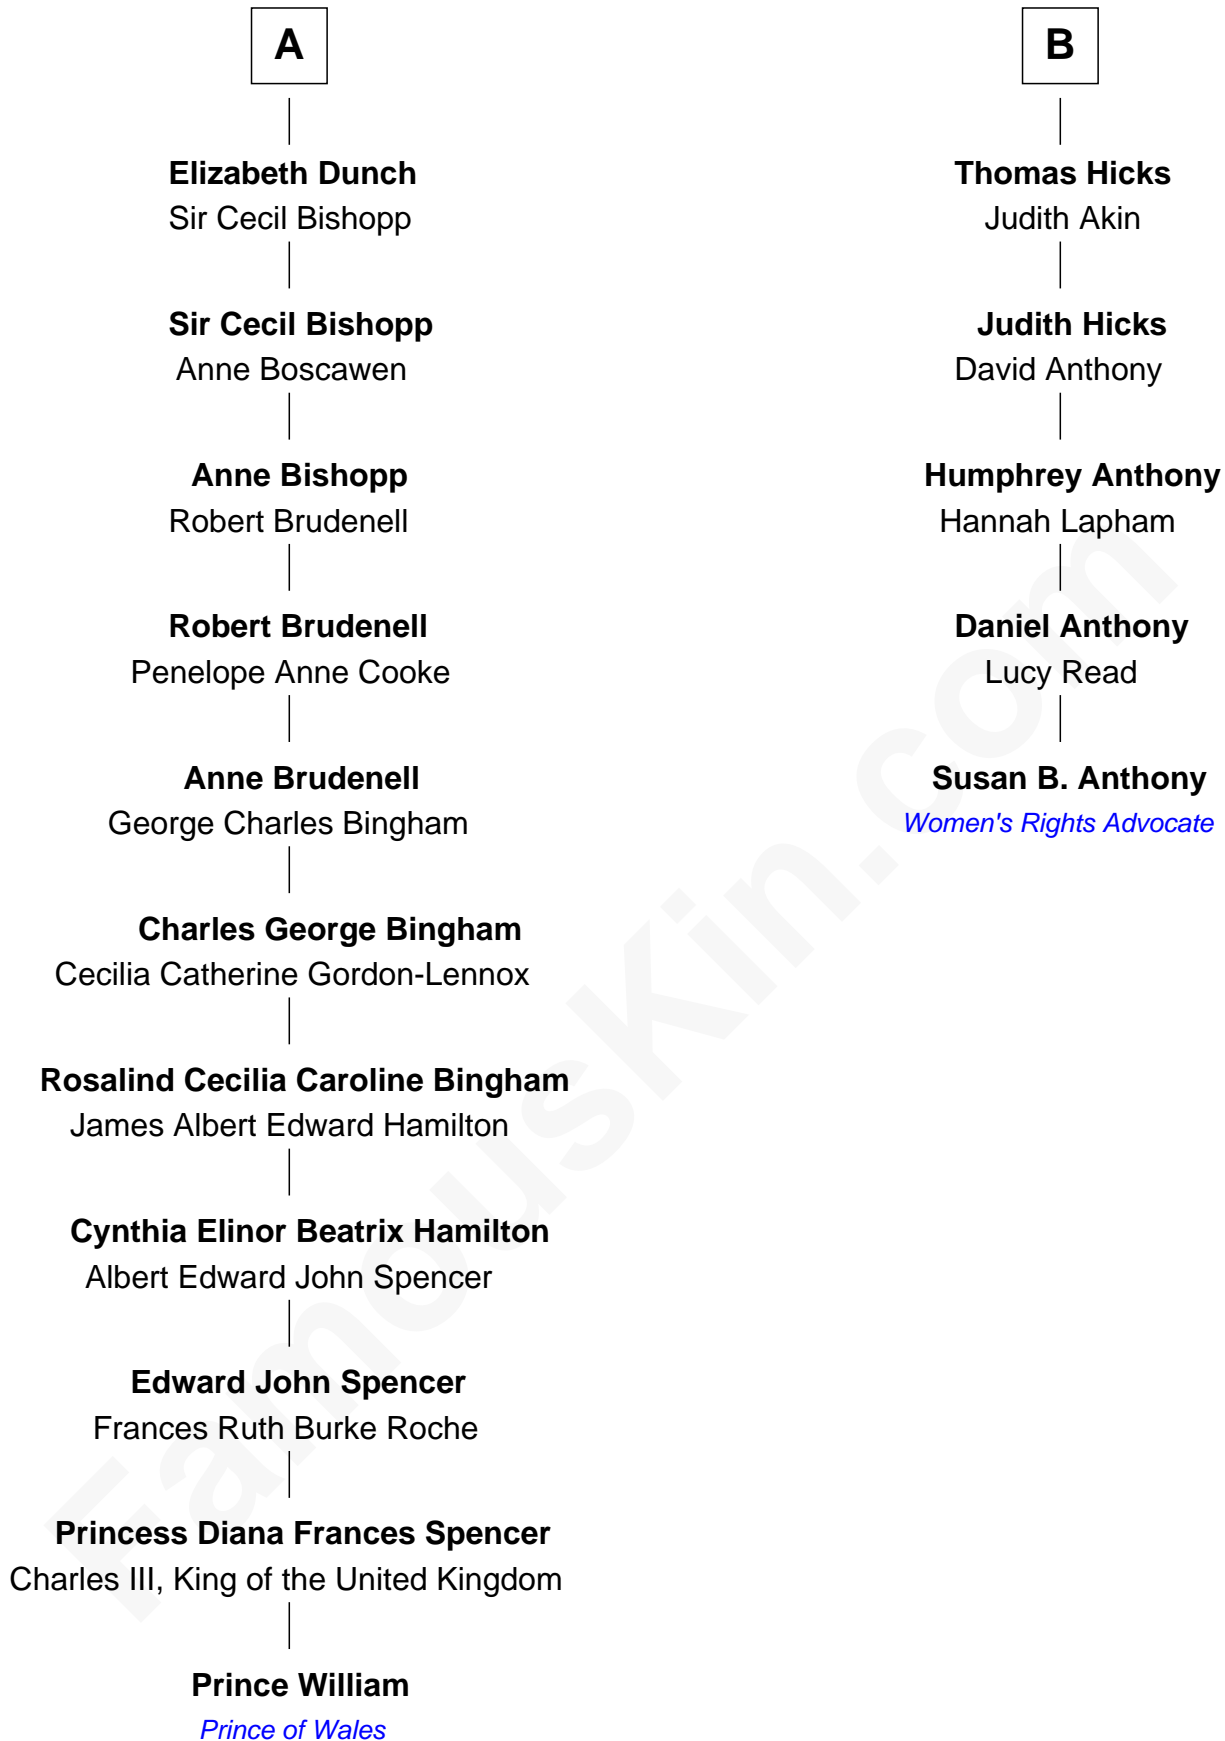 A
Elizabeth Dunch
Sir Cecil Bishopp
Sir Cecil Bishopp
Anne Boscawen
Anne Bishopp
Robert Brudenell
Robert Brudenell
Penelope Anne Cooke
Anne Brudenell
George Charles Bingham
Charles George Bingham
Cecilia Catherine Gordon-Lennox
Rosalind Cecilia Caroline Bingham
James Albert Edward Hamilton
Cynthia Elinor Beatrix Hamilton
Albert Edward John Spencer
Edward John Spencer
Frances Ruth Burke Roche
Princess Diana Frances Spencer
Charles III, King of the United Kingdom
Prince William
Prince of Wales
B
Thomas Hicks
Judith Akin
Judith Hicks
David Anthony
Humphrey Anthony
Hannah Lapham
Daniel Anthony
Lucy Read
Susan B. Anthony
Women's Rights Advocate
FamousKin.com